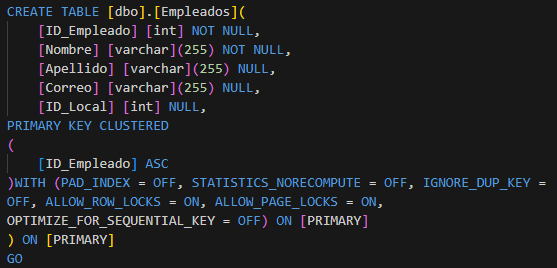 CREATE TABLE [dbo].[Empleados](
    [ID_Empleado] [int] NOT NULL,
    [Nombre] [varchar](255) NOT NULL,
    [Apellido] [varchar](255) NULL,
    [Correo] [varchar](255) NULL,
    [ID_Local] [int] NULL,
PRIMARY KEY CLUSTERED
(
    [ID_Empleado] ASC
)WITH (PAD_INDEX = OFF, STATISTICS_NORECOMPUTE = OFF, IGNORE_DUP_KEY =
OFF, ALLOW_ROW_LOCKS = ON, ALLOW_PAGE_LOCKS = ON,
OPTIMIZE_FOR_SEQUENTIAL_KEY = OFF) ON [PRIMARY]
) ON [PRIMARY]
GO